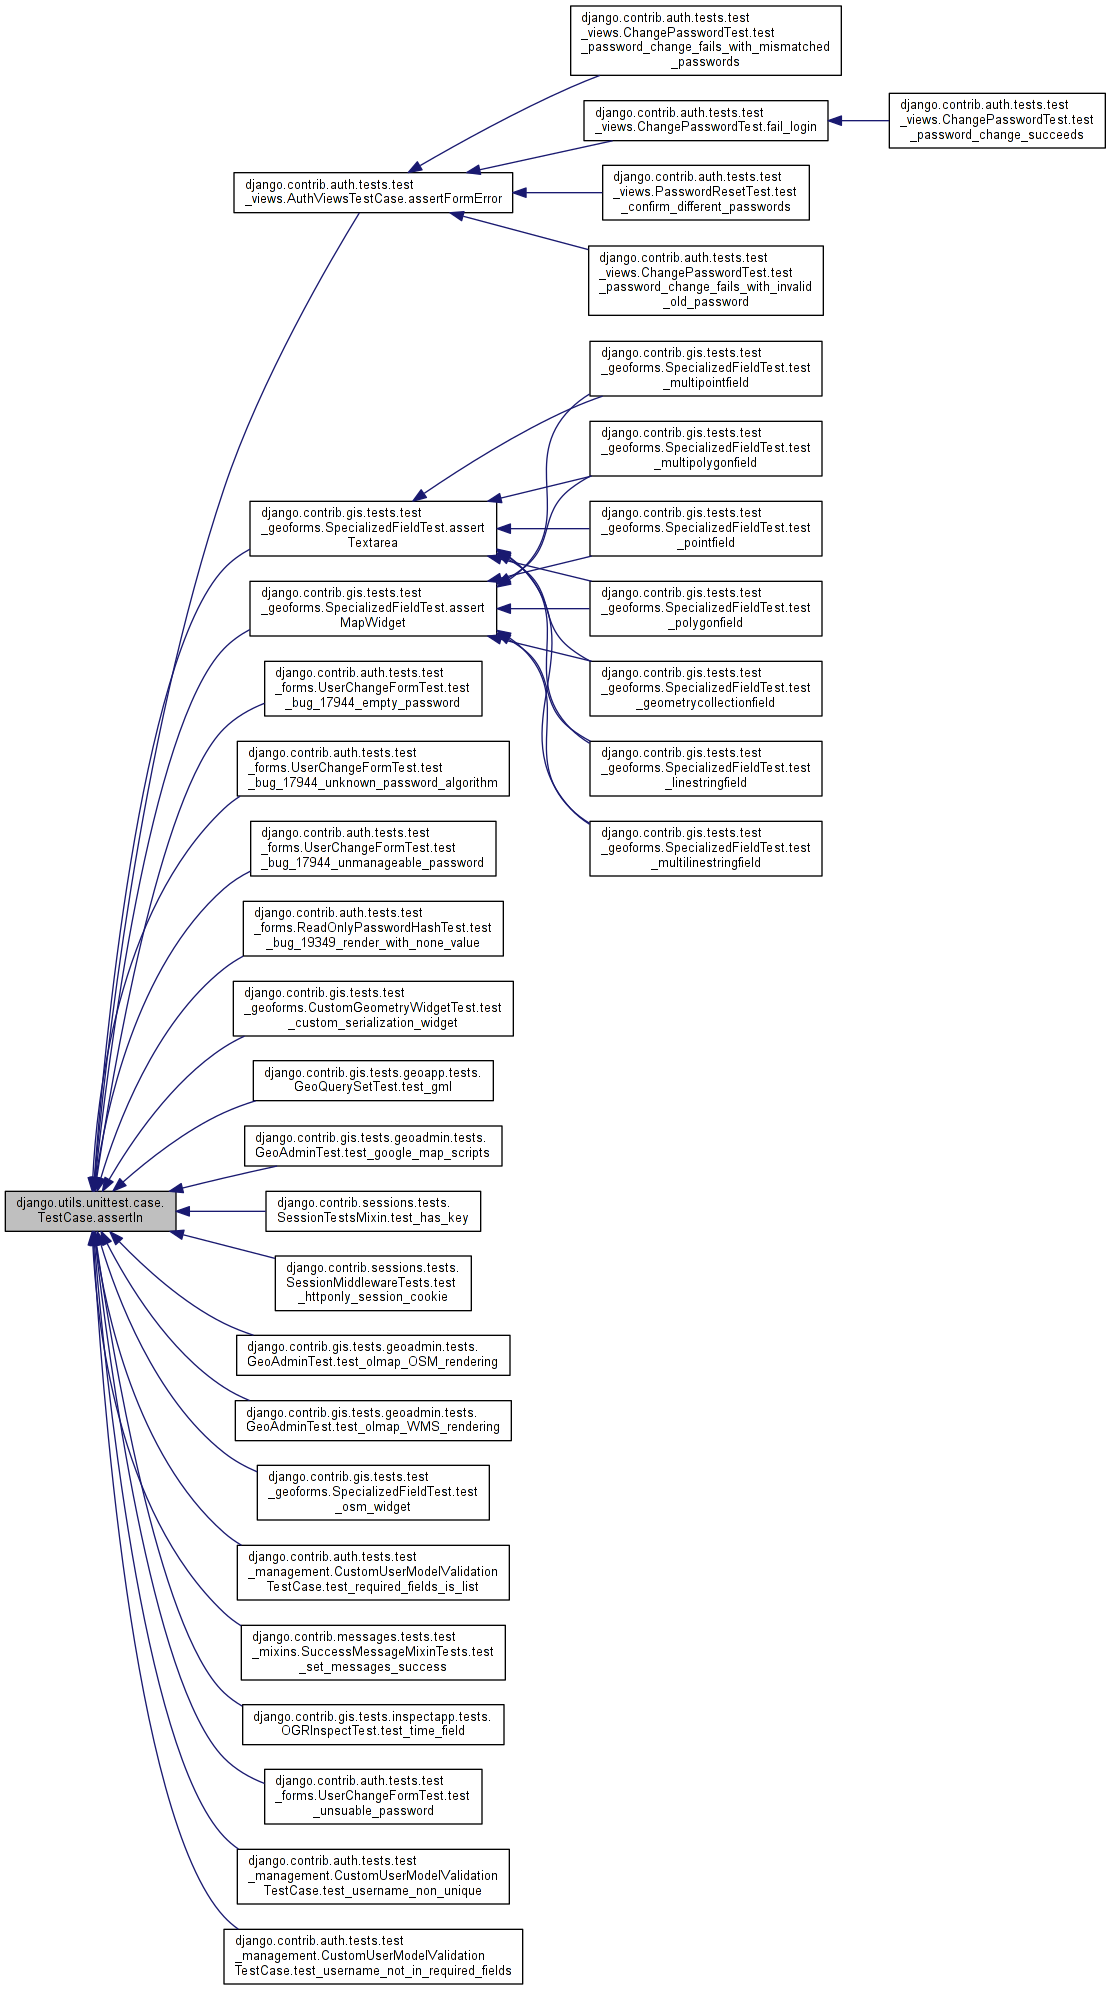 django.contrib.auth.tests.test
_views.ChangePasswordTest.test
_password_change_fails_with_mismatched
_passwords
django.contrib.auth.tests.test
_views.ChangePasswordTest.fail_login
django.contrib.auth.tests.test
_views.ChangePasswordTest.test
_password_change_succeeds
django.contrib.auth.tests.test
_views.AuthViewsTestCase.assertFormError
django.contrib.auth.tests.test
_views.PasswordResetTest.test
_confirm_different_passwords
django.contrib.auth.tests.test
_views.ChangePasswordTest.test
_password_change_fails_with_invalid
_old_password
django.contrib.gis.tests.test
_geoforms.SpecializedFieldTest.test
_multipointfield
django.contrib.gis.tests.test
_geoforms.SpecializedFieldTest.test
_multipolygonfield
django.contrib.gis.tests.test
_geoforms.SpecializedFieldTest.assert
Textarea
django.contrib.gis.tests.test
_geoforms.SpecializedFieldTest.test
_pointfield
django.contrib.gis.tests.test
_geoforms.SpecializedFieldTest.assert
MapWidget
django.contrib.gis.tests.test
_geoforms.SpecializedFieldTest.test
_polygonfield
django.contrib.auth.tests.test
_forms.UserChangeFormTest.test
_bug_17944_empty_password
django.contrib.gis.tests.test
_geoforms.SpecializedFieldTest.test
_geometrycollectionfield
django.contrib.auth.tests.test
_forms.UserChangeFormTest.test
_bug_17944_unknown_password_algorithm
django.contrib.gis.tests.test
_geoforms.SpecializedFieldTest.test
_linestringfield
django.contrib.auth.tests.test
_forms.UserChangeFormTest.test
_bug_17944_unmanageable_password
django.contrib.gis.tests.test
_geoforms.SpecializedFieldTest.test
_multilinestringfield
django.contrib.auth.tests.test
_forms.ReadOnlyPasswordHashTest.test
_bug_19349_render_with_none_value
django.contrib.gis.tests.test
_geoforms.CustomGeometryWidgetTest.test
_custom_serialization_widget
django.contrib.gis.tests.geoapp.tests.
GeoQuerySetTest.test_gml
django.contrib.gis.tests.geoadmin.tests.
GeoAdminTest.test_google_map_scripts
django.utils.unittest.case.
TestCase.assertIn
django.contrib.sessions.tests.
SessionTestsMixin.test_has_key
django.contrib.sessions.tests.
SessionMiddlewareTests.test
_httponly_session_cookie
django.contrib.gis.tests.geoadmin.tests.
GeoAdminTest.test_olmap_OSM_rendering
django.contrib.gis.tests.geoadmin.tests.
GeoAdminTest.test_olmap_WMS_rendering
django.contrib.gis.tests.test
_geoforms.SpecializedFieldTest.test
_osm_widget
django.contrib.auth.tests.test
_management.CustomUserModelValidation
TestCase.test_required_fields_is_list
django.contrib.messages.tests.test
_mixins.SuccessMessageMixinTests.test
_set_messages_success
django.contrib.gis.tests.inspectapp.tests.
OGRInspectTest.test_time_field
django.contrib.auth.tests.test
_forms.UserChangeFormTest.test
_unsuable_password
django.contrib.auth.tests.test
_management.CustomUserModelValidation
TestCase.test_username_non_unique
django.contrib.auth.tests.test
_management.CustomUserModelValidation
TestCase.test_username_not_in_required_fields